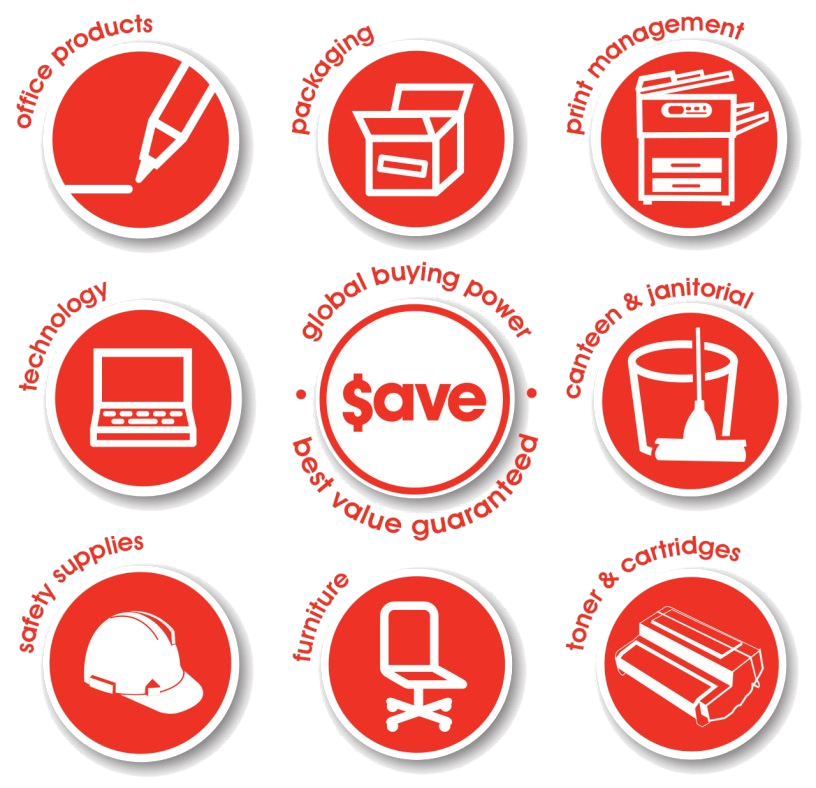 office products
packaging
print management
technology
global buying power
$ave
best value guaranteed
canteen & janitorial
safety supplies
furniture
toner & cartridges